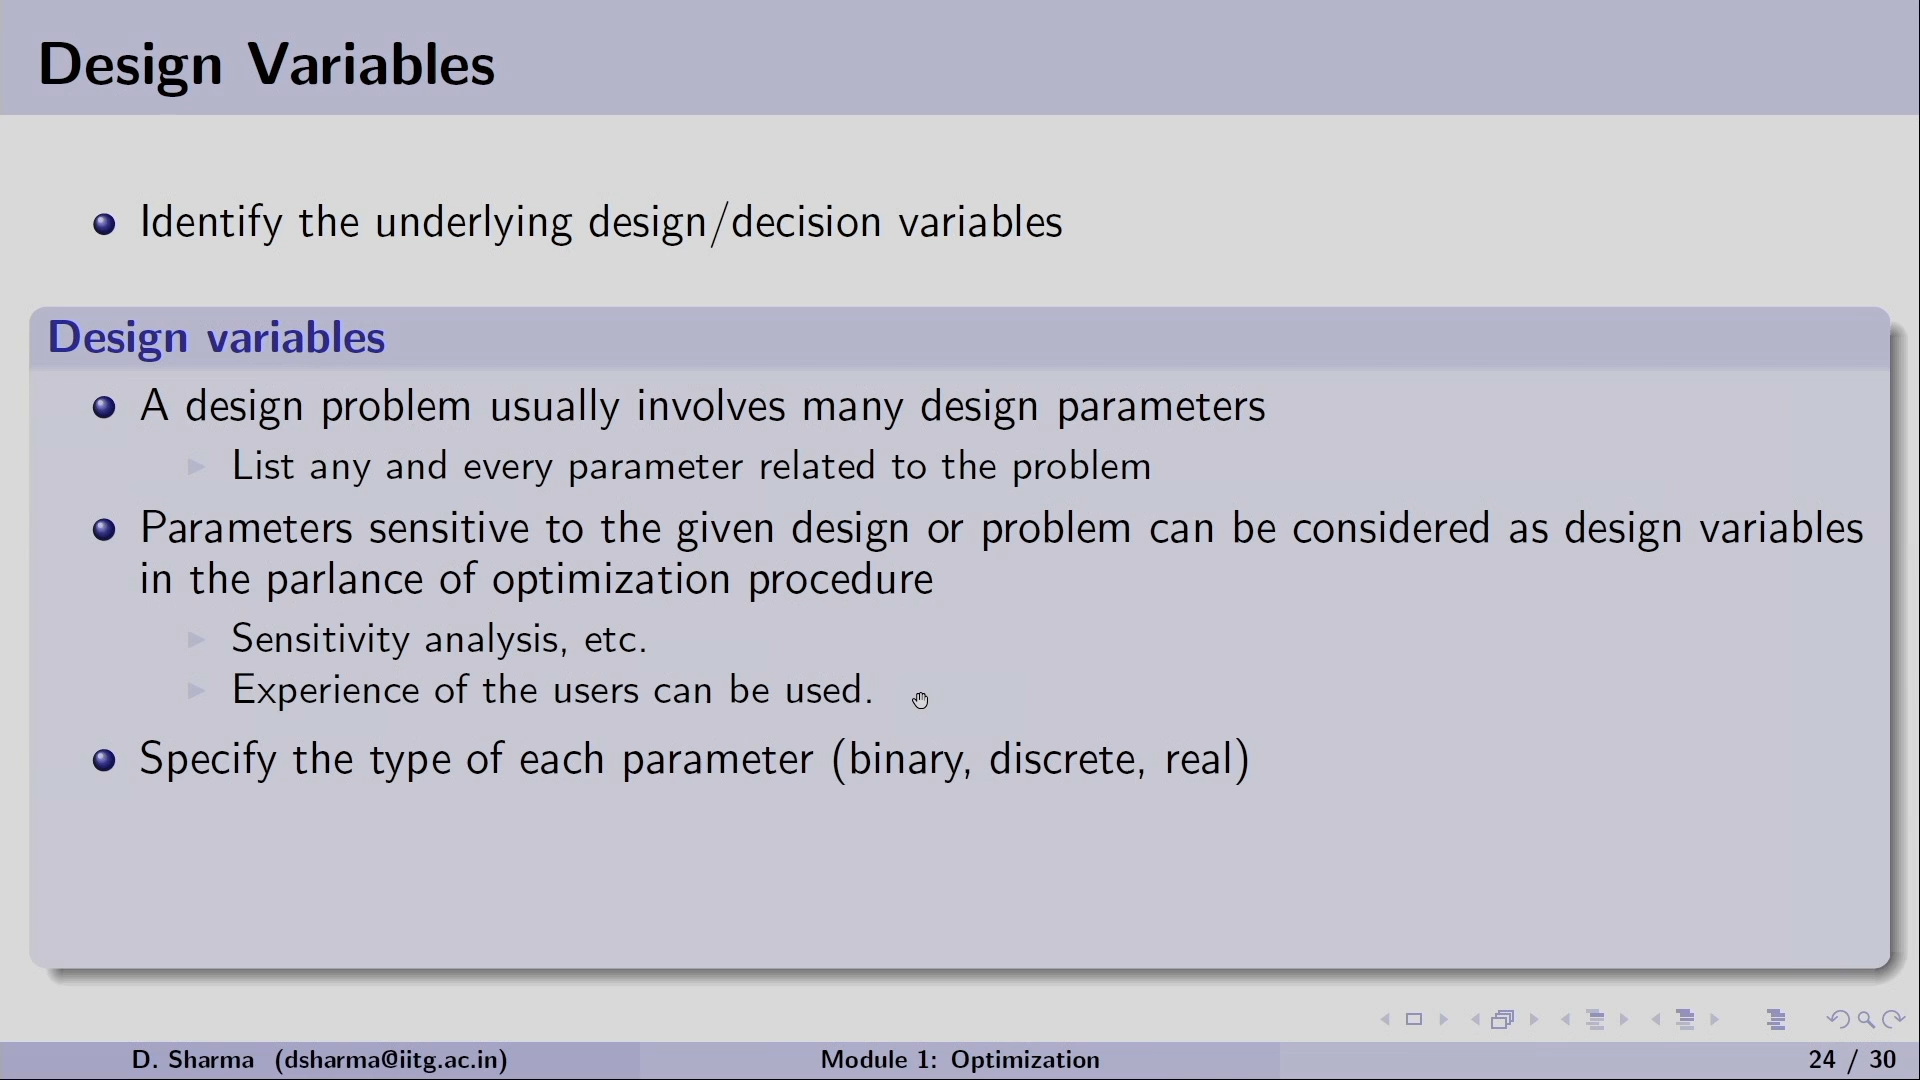 Design Variables
Identify the underlying design/decision variables
Design variables
A design problem usually involves many design parameters
List any and every parameter related to the problem
Parameters sensitive to the given design or problem can be considered as design variables
in the parlance of optimization procedure
Sensitivity analysis, etc.
Experience of the users can be used.
Specify the type of each parameter (binary, discrete, real)
D. Sharma (dsharma@iitg.ac.in) Module 1: Optimization 24 / 30